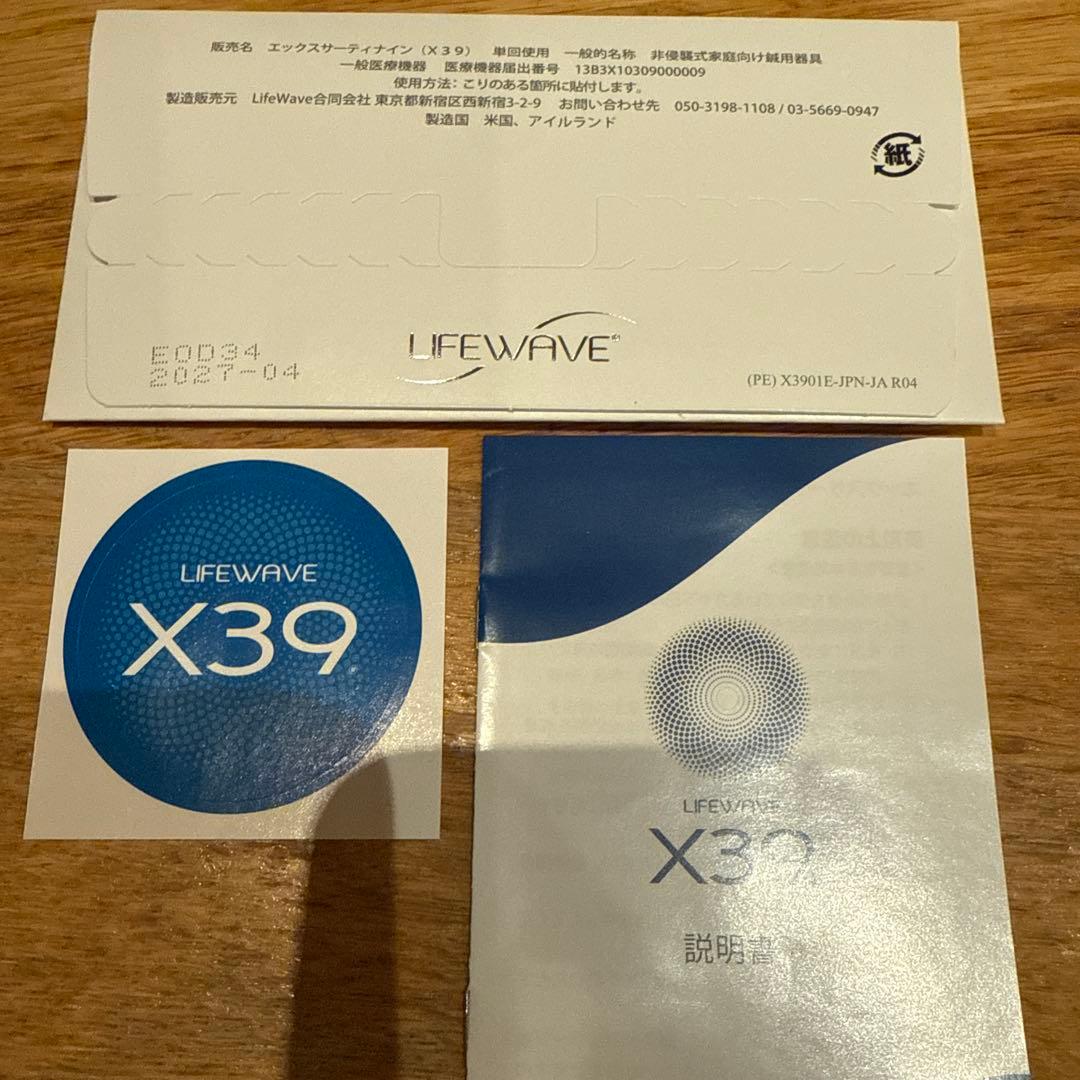 販売名 エックスサーティナイン(X39) 単回使用 一般的名称 非侵襲式家庭向け鍼用器具
一般医療機器 医療機器届出番号 13B3X10309000009
使用方法:こりのある箇所に貼付します。
製造販売元 LifeWave合同会社 東京都新宿区西新宿3-2-9 お問い合わせ先 050-3198-1108 / 03-5669-0947
製造国 米国、アイルランド
紙
LIFEWAVE
EOD34
2027-04
(PE) X3901E-JPN-JA R04
LIFEWAVE
X39
LIFEWAVE
X39
説明書